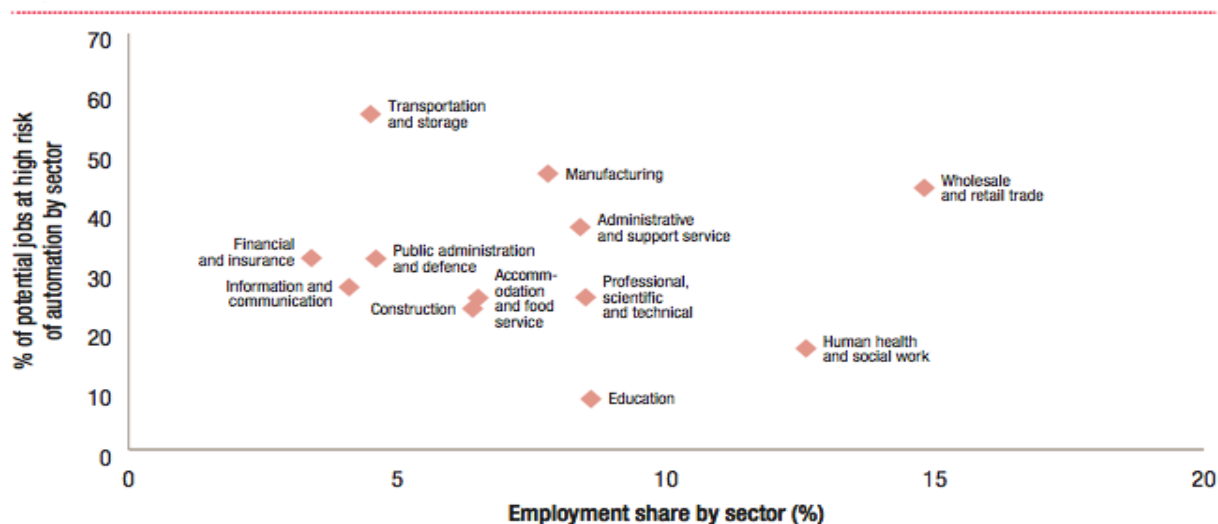 % of potential jobs at high risk
of automation by sector
70
60
50
40
30
20
10
0
Transportation
and storage
Manufacturing
Wholesale
and retail trade
Administrative
and support service
Financial
and insurance
Public administration
and defence
Information and
communication
Accomm-
odation
and food
service
Construction
Professional,
scientific
and technical
Human health
and social work
Education
0
5
10
15
20
Employment share by sector (%)